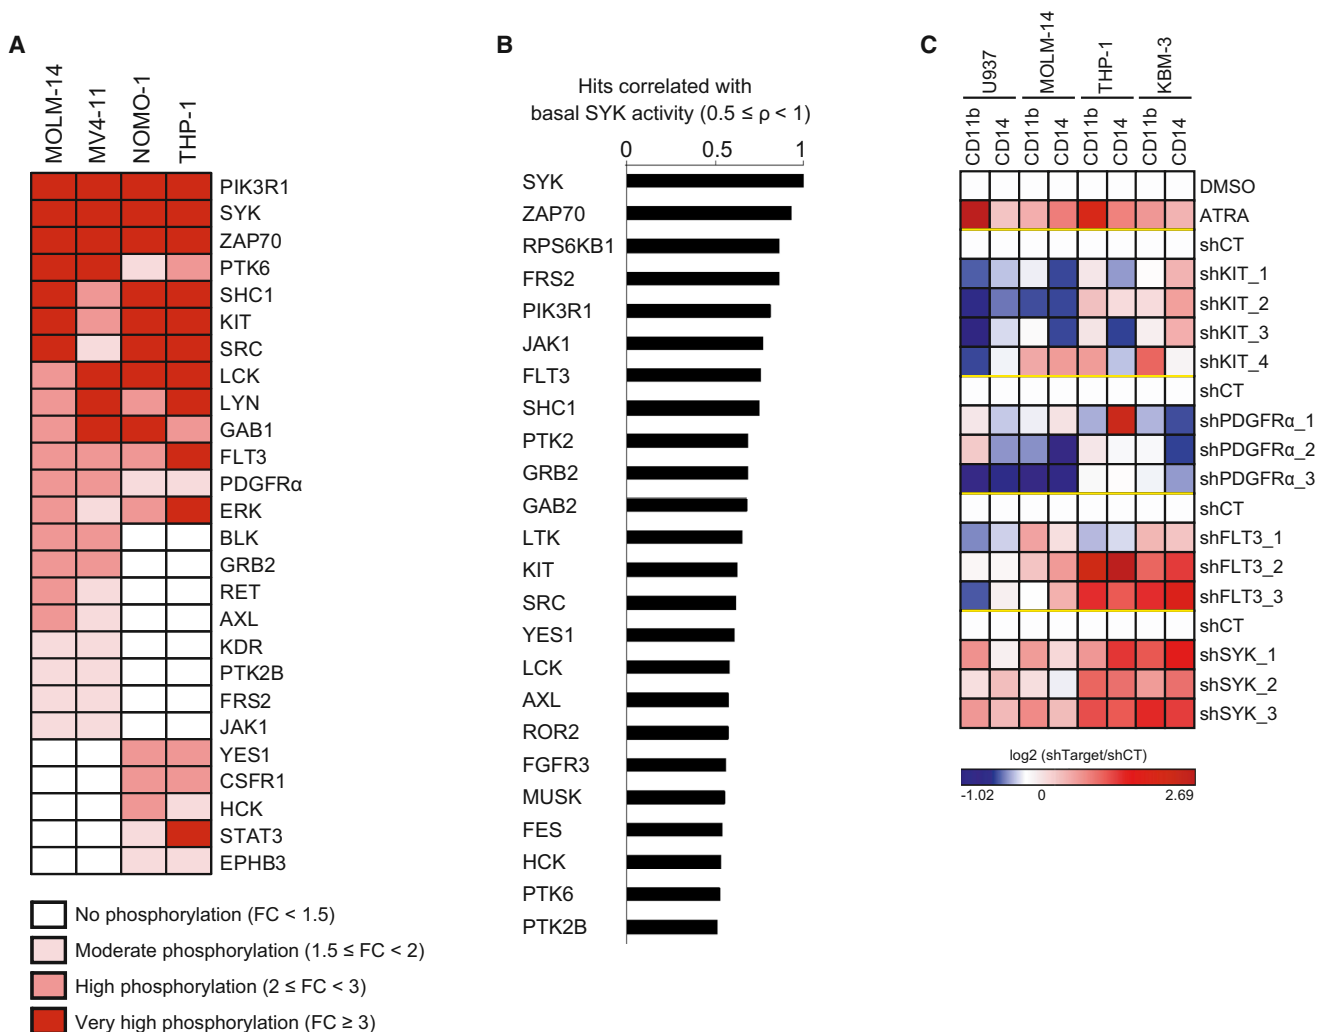 A
MOLM-14
MV4-11
NOMO-1
THP-1
PIK3R1
SYK
ZAP70
PTK6
SHC1
KIT
SRC
LCK
LYN
GAB1
FLT3
PDGFRα
ERK
BLK
GRB2
RET
AXL
KDR
PTK2B
FRS2
JAK1
YES1
CSFR1
HCK
STAT3
EPHB3
No phosphorylation (FC < 1.5)
Moderate phosphorylation (1.5 ≤ FC < 2)
High phosphorylation (2 ≤ FC < 3)
Very high phosphorylation (FC ≥ 3)
B
Hits correlated with
basal SYK activity (0.5 ≤ ρ < 1)
0 0.5 1
SYK
ZAP70
RPS6KB1
FRS2
PIK3R1
JAK1
FLT3
SHC1
PTK2
GRB2
GAB2
LTK
KIT
SRC
YES1
LCK
AXL
ROR2
FGFR3
MUSK
FES
HCK
PTK6
PTK2B
C
U937
MOLM-14
THP-1
KBM-3
CD11b
CD14
CD11b
CD14
CD11b
CD14
CD11b
CD14
DMSO
ATRA
shCT
shKIT_1
shKIT_2
shKIT_3
shKIT_4
shCT
shPDGFRα_1
shPDGFRα_2
shPDGFRα_3
shCT
shFLT3_1
shFLT3_2
shFLT3_3
shCT
shSYK_1
shSYK_2
shSYK_3
log2 (shTarget/shCT)
-1.02 0 2.69